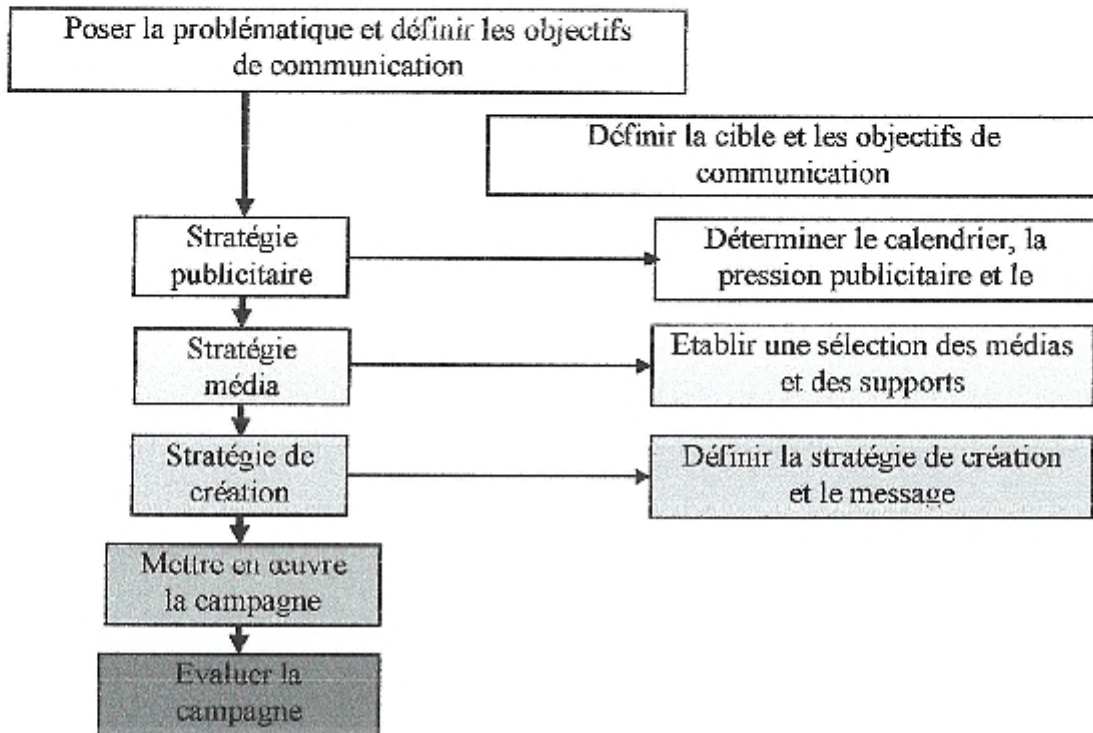 Poser la problématique et définir les objectifs
de communication
Définir la cible et les objectifs de
communication
Stratégie
publicitaire
Déterminer le calendrier, la
pression publicitaire et le
Stratégie
média
Etablir une sélection des médias
et des supports
Stratégie de
création
Définir la stratégie de création
et le message
Mettre en œuvre
la campagne
Evaluer la
campagne